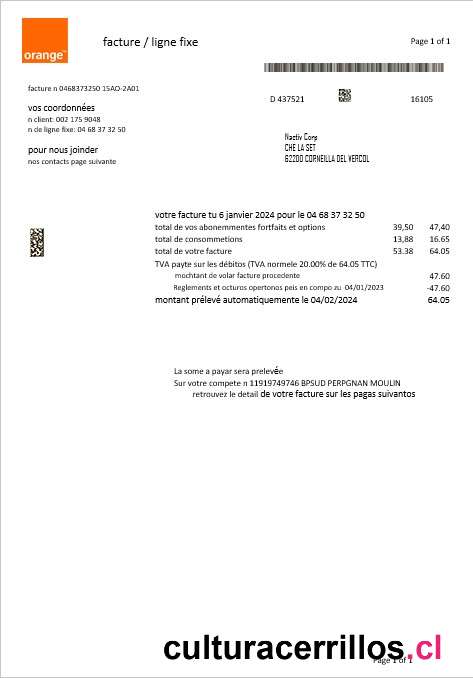 orange™
facture / ligne fixe
Page 1 of 1
facture n 0468373250 15AO-2A01
D 437521
16105
vos coordonnées
n client: 002 175 9048
n de ligne fixe: 04 68 37 32 50
Nactiv Corp
CHE LA SET
62200 CORNEILLA DEL VERCOL
pour nous joinder
nos contacts page suivante
votre facture tu 6 janvier 2024 pour le 04 68 37 32 50
total de vos abonemmentes fortfaits et options 39,50 47,40
total de consommetions 13,88 16.65
total de votre facture 53.38 64.05
TVA payte sur les débitos (TVA normele 20.00% de 64.05 TTC)
mochtant de volar facture procedente 47.60
Reglements et octuros opertonos peis en compo zu 04/01/2023 -47.60
montant prélevé automatiquemente le 04/02/2024 64.05
La some a payar sera prelevée
Sur votre compete n 11919749746 BPSUD PERPGNAN MOULIN
retrouvez le detail de votre facture sur les pagas suivantos
culturacerrillos.cl
Page 1 of 1